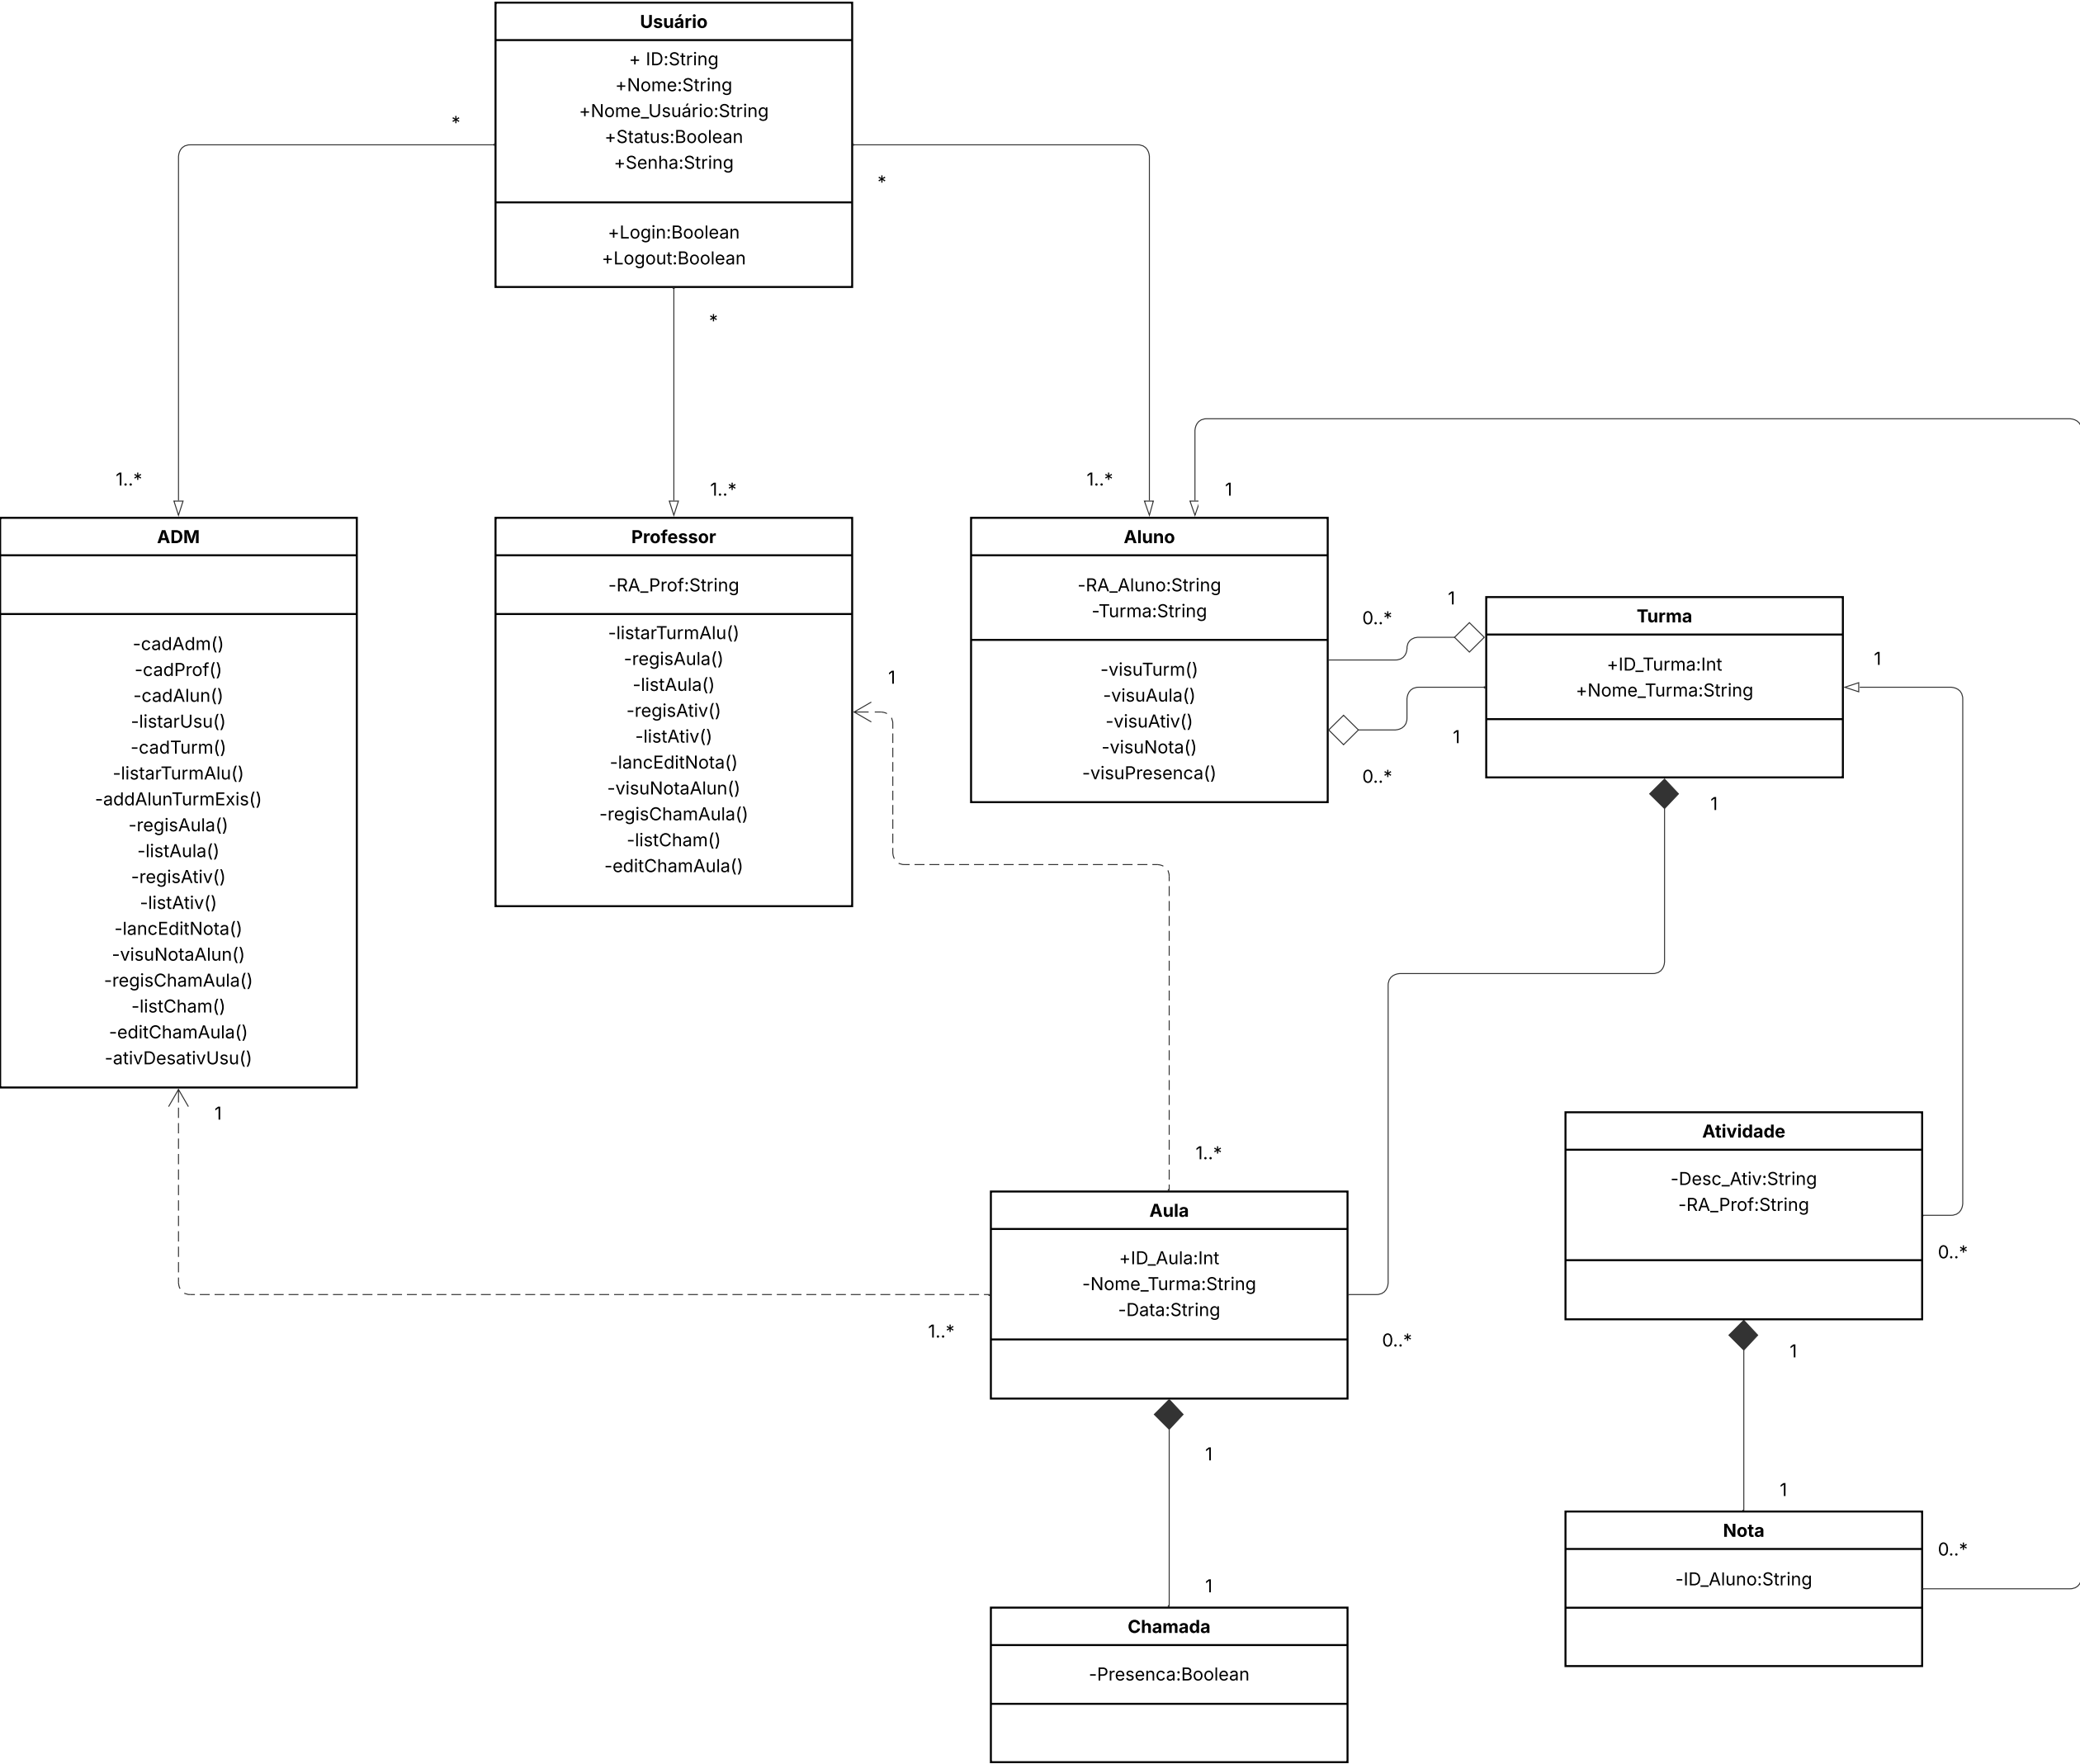 Usuário
+ ID:String
+Nome:String
+Nome_Usuário:String
+Status:Boolean
+Senha:String
+Login:Boolean
+Logout:Boolean
*
*
*
1..*
1..*
1..*
1
ADM
-cadAdm()
-cadProf()
-cadAlun()
-listarUsu()
-cadTurm()
-listarTurmAlu()
-addAlunTurmExis()
-regisAula()
-listAula()
-regisAtiv()
-listAtiv()
-lancEditNota()
-visuNotaAlun()
-regisChamAula()
-listCham()
-editChamAula()
-ativDesativUsu()
1
Professor
-RA_Prof:String
-listarTurmAlu()
-regisAula()
-listAula()
-regisAtiv()
-listAtiv()
-lancEditNota()
-visuNotaAlun()
-regisChamAula()
-listCham()
-editChamAula()
1
Aluno
-RA_Aluno:String
-Turma:String
-visuTurm()
-visuAula()
-visuAtiv()
-visuNota()
-visuPresenca()
0..*
1
0..*
1
Turma
+ID_Turma:Int
+Nome_Turma:String
1
1
1..*
Aula
+ID_Aula:Int
-Nome_Turma:String
-Data:String
1..*
0..*
1
1
Chamada
-Presenca:Boolean
Atividade
-Desc_Ativ:String
-RA_Prof:String
0..*
1
1
Nota
-ID_Aluno:String
0..*